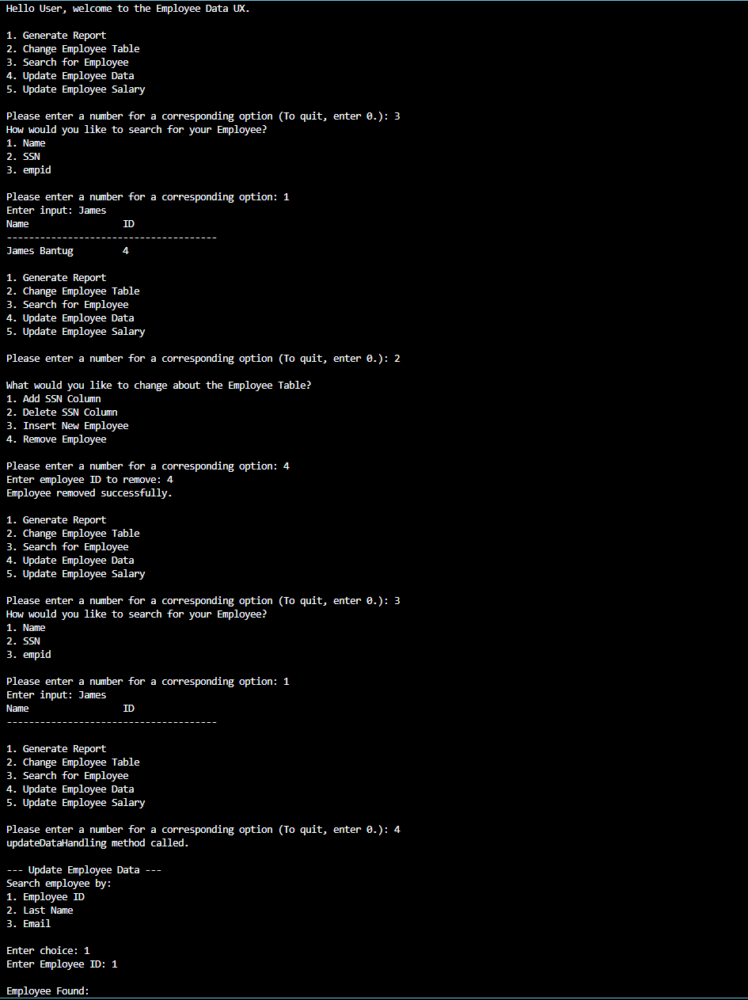 Hello User, welcome to the Employee Data UX.

1. Generate Report
2. Change Employee Table
3. Search for Employee
4. Update Employee Data
5. Update Employee Salary

Please enter a number for a corresponding option (To quit, enter 0.): 3
How would you like to search for your Employee?
1. Name
2. SSN
3. empid

Please enter a number for a corresponding option: 1
Enter input: James
Name                 ID
--------------------------------------
James Bantug         4

1. Generate Report
2. Change Employee Table
3. Search for Employee
4. Update Employee Data
5. Update Employee Salary

Please enter a number for a corresponding option (To quit, enter 0.): 2

What would you like to change about the Employee Table?
1. Add SSN Column
2. Delete SSN Column
3. Insert New Employee
4. Remove Employee

Please enter a number for a corresponding option: 4
Enter employee ID to remove: 4
Employee removed successfully.

1. Generate Report
2. Change Employee Table
3. Search for Employee
4. Update Employee Data
5. Update Employee Salary

Please enter a number for a corresponding option (To quit, enter 0.): 3
How would you like to search for your Employee?
1. Name
2. SSN
3. empid

Please enter a number for a corresponding option: 1
Enter input: James
Name                 ID
--------------------------------------

1. Generate Report
2. Change Employee Table
3. Search for Employee
4. Update Employee Data
5. Update Employee Salary

Please enter a number for a corresponding option (To quit, enter 0.): 4
updateDataHandling method called.

--- Update Employee Data ---
Search employee by:
1. Employee ID
2. Last Name
3. Email

Enter choice: 1
Enter Employee ID: 1

Employee Found: